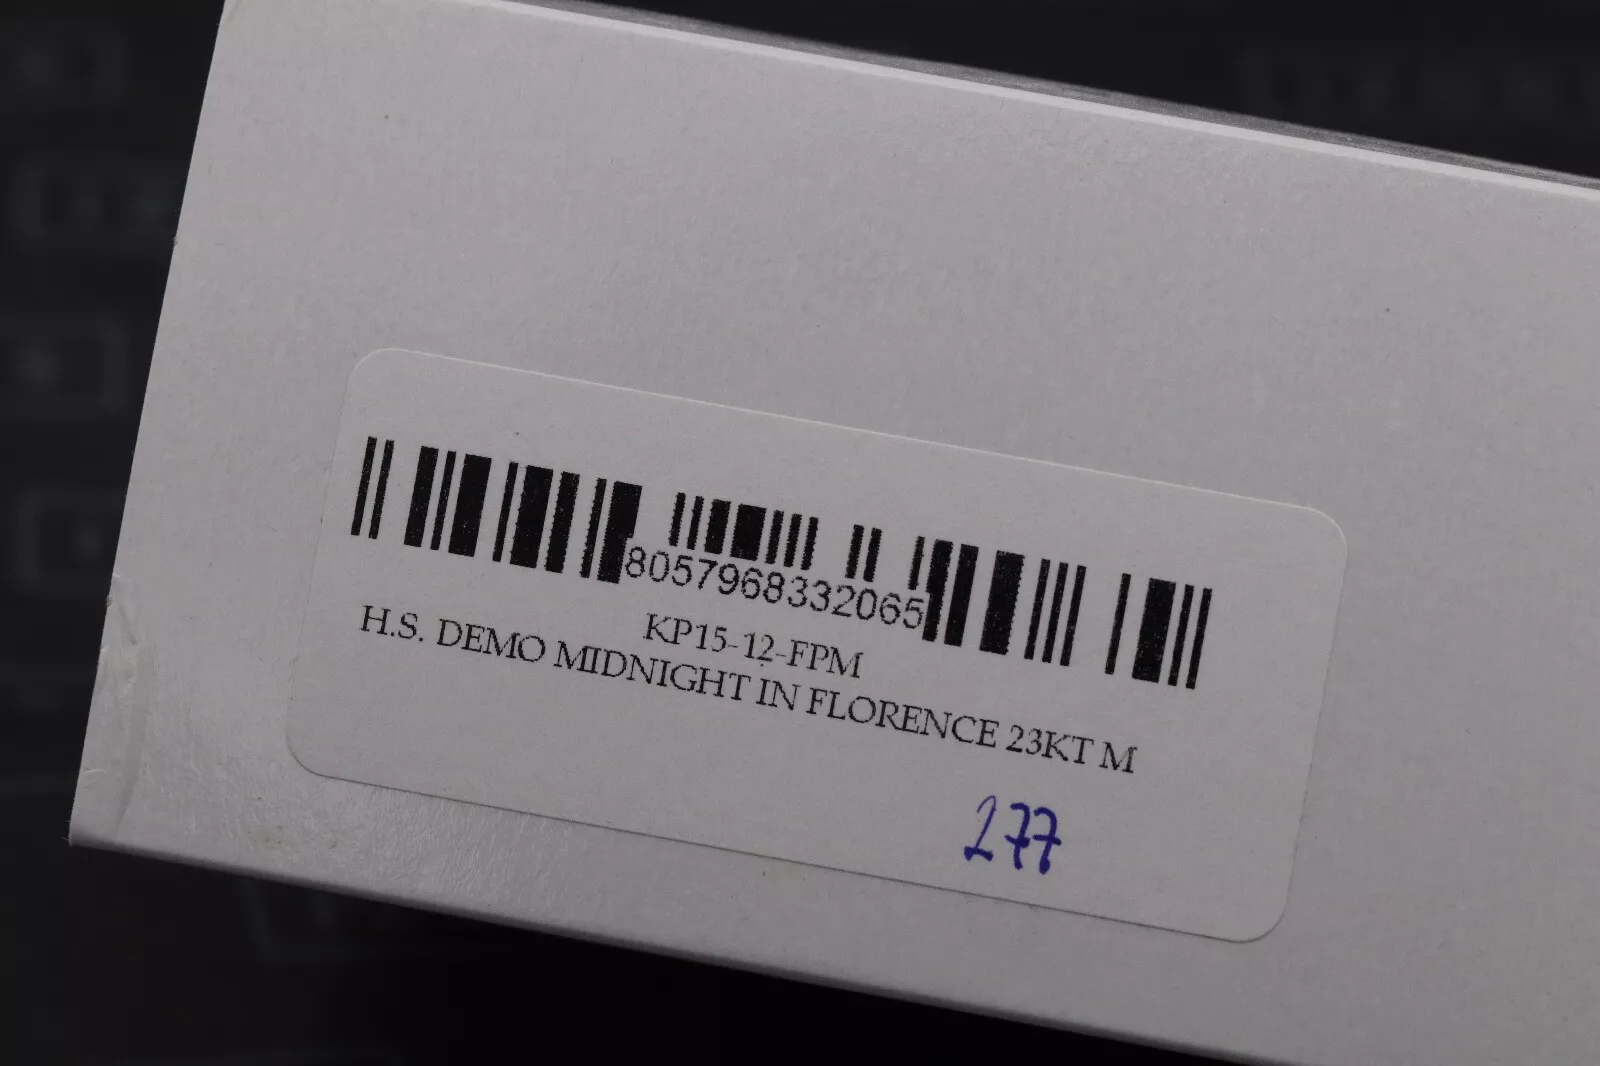 8057968332065
KP15-12-FPM
H.S. DEMO MIDNIGHT IN FLORENCE 23KT M
277